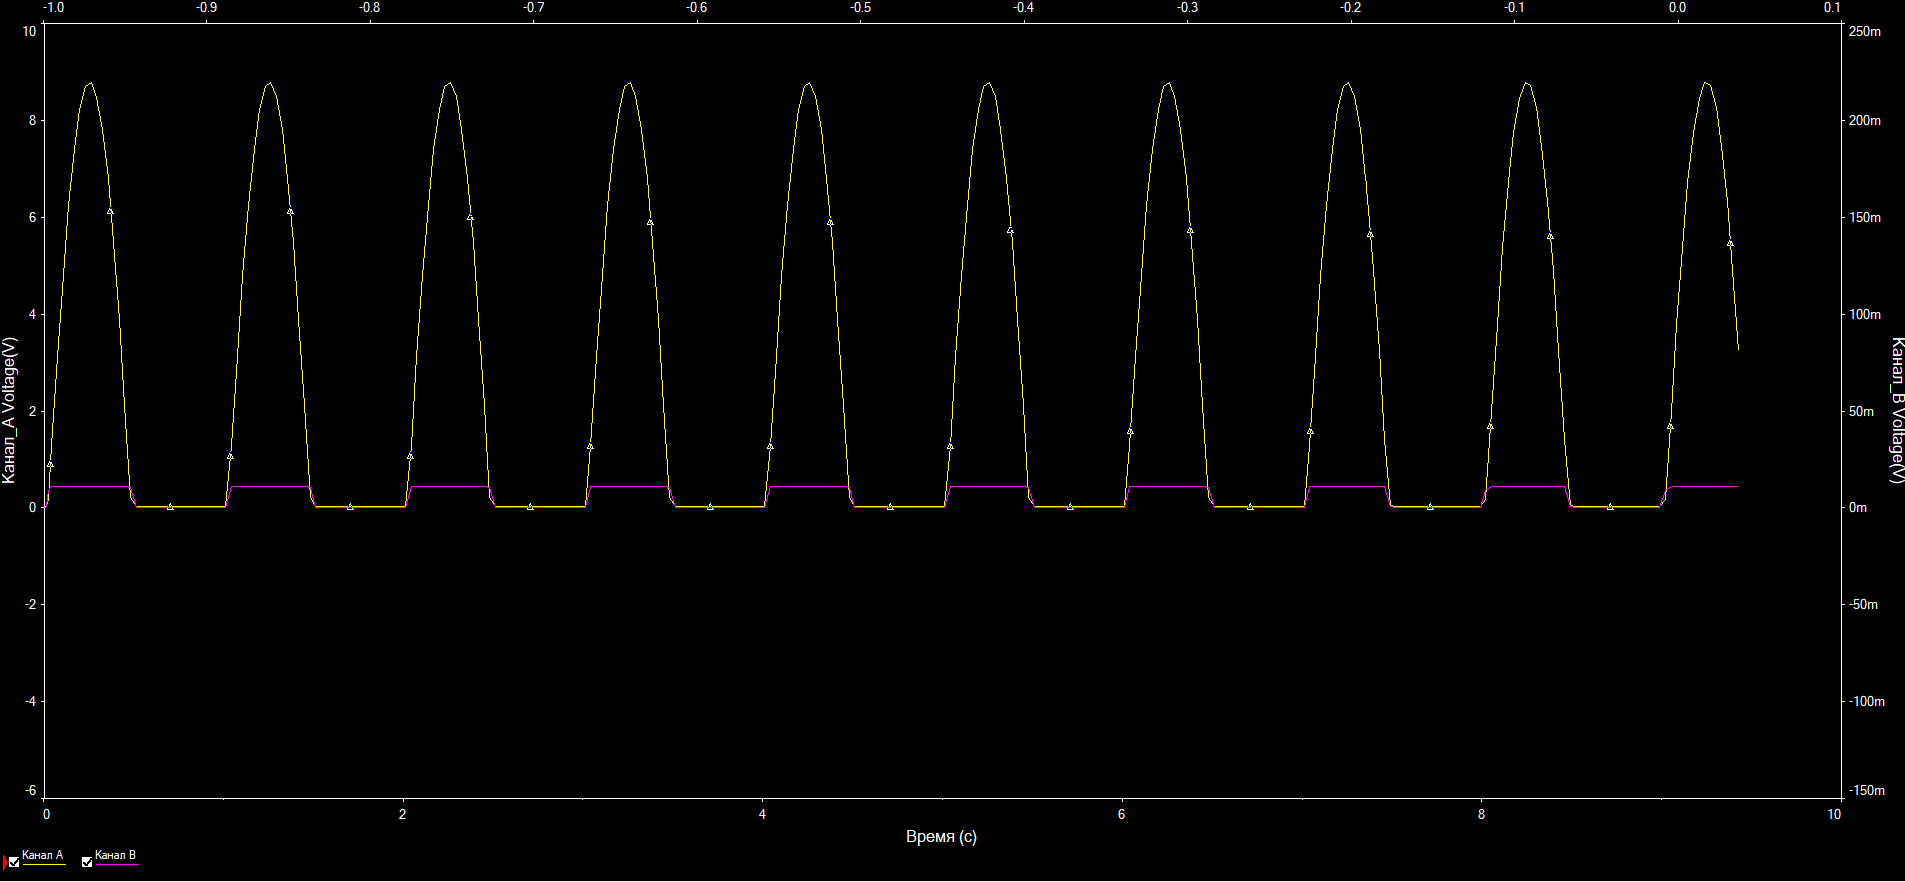 -1.0 -0.9 -0.8 -0.7 -0.6 -0.5 -0.4 -0.3 -0.2 -0.1 0.0 0.1
10 250m
8 200m
6 150m
4 100m
Канал_A Voltage(V)
Канал_B Voltage(V)
2 50m
0 0m
-2 -50m
-4 -100m
-6 -150m
0 2 4 6 8 10
Время (с)
Канал A Канал B